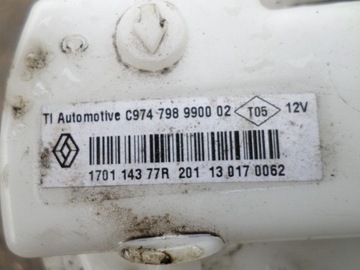 TI Automotive C974 798 9900 02 T05 12V
1701 143 77R 201 13 017 0062